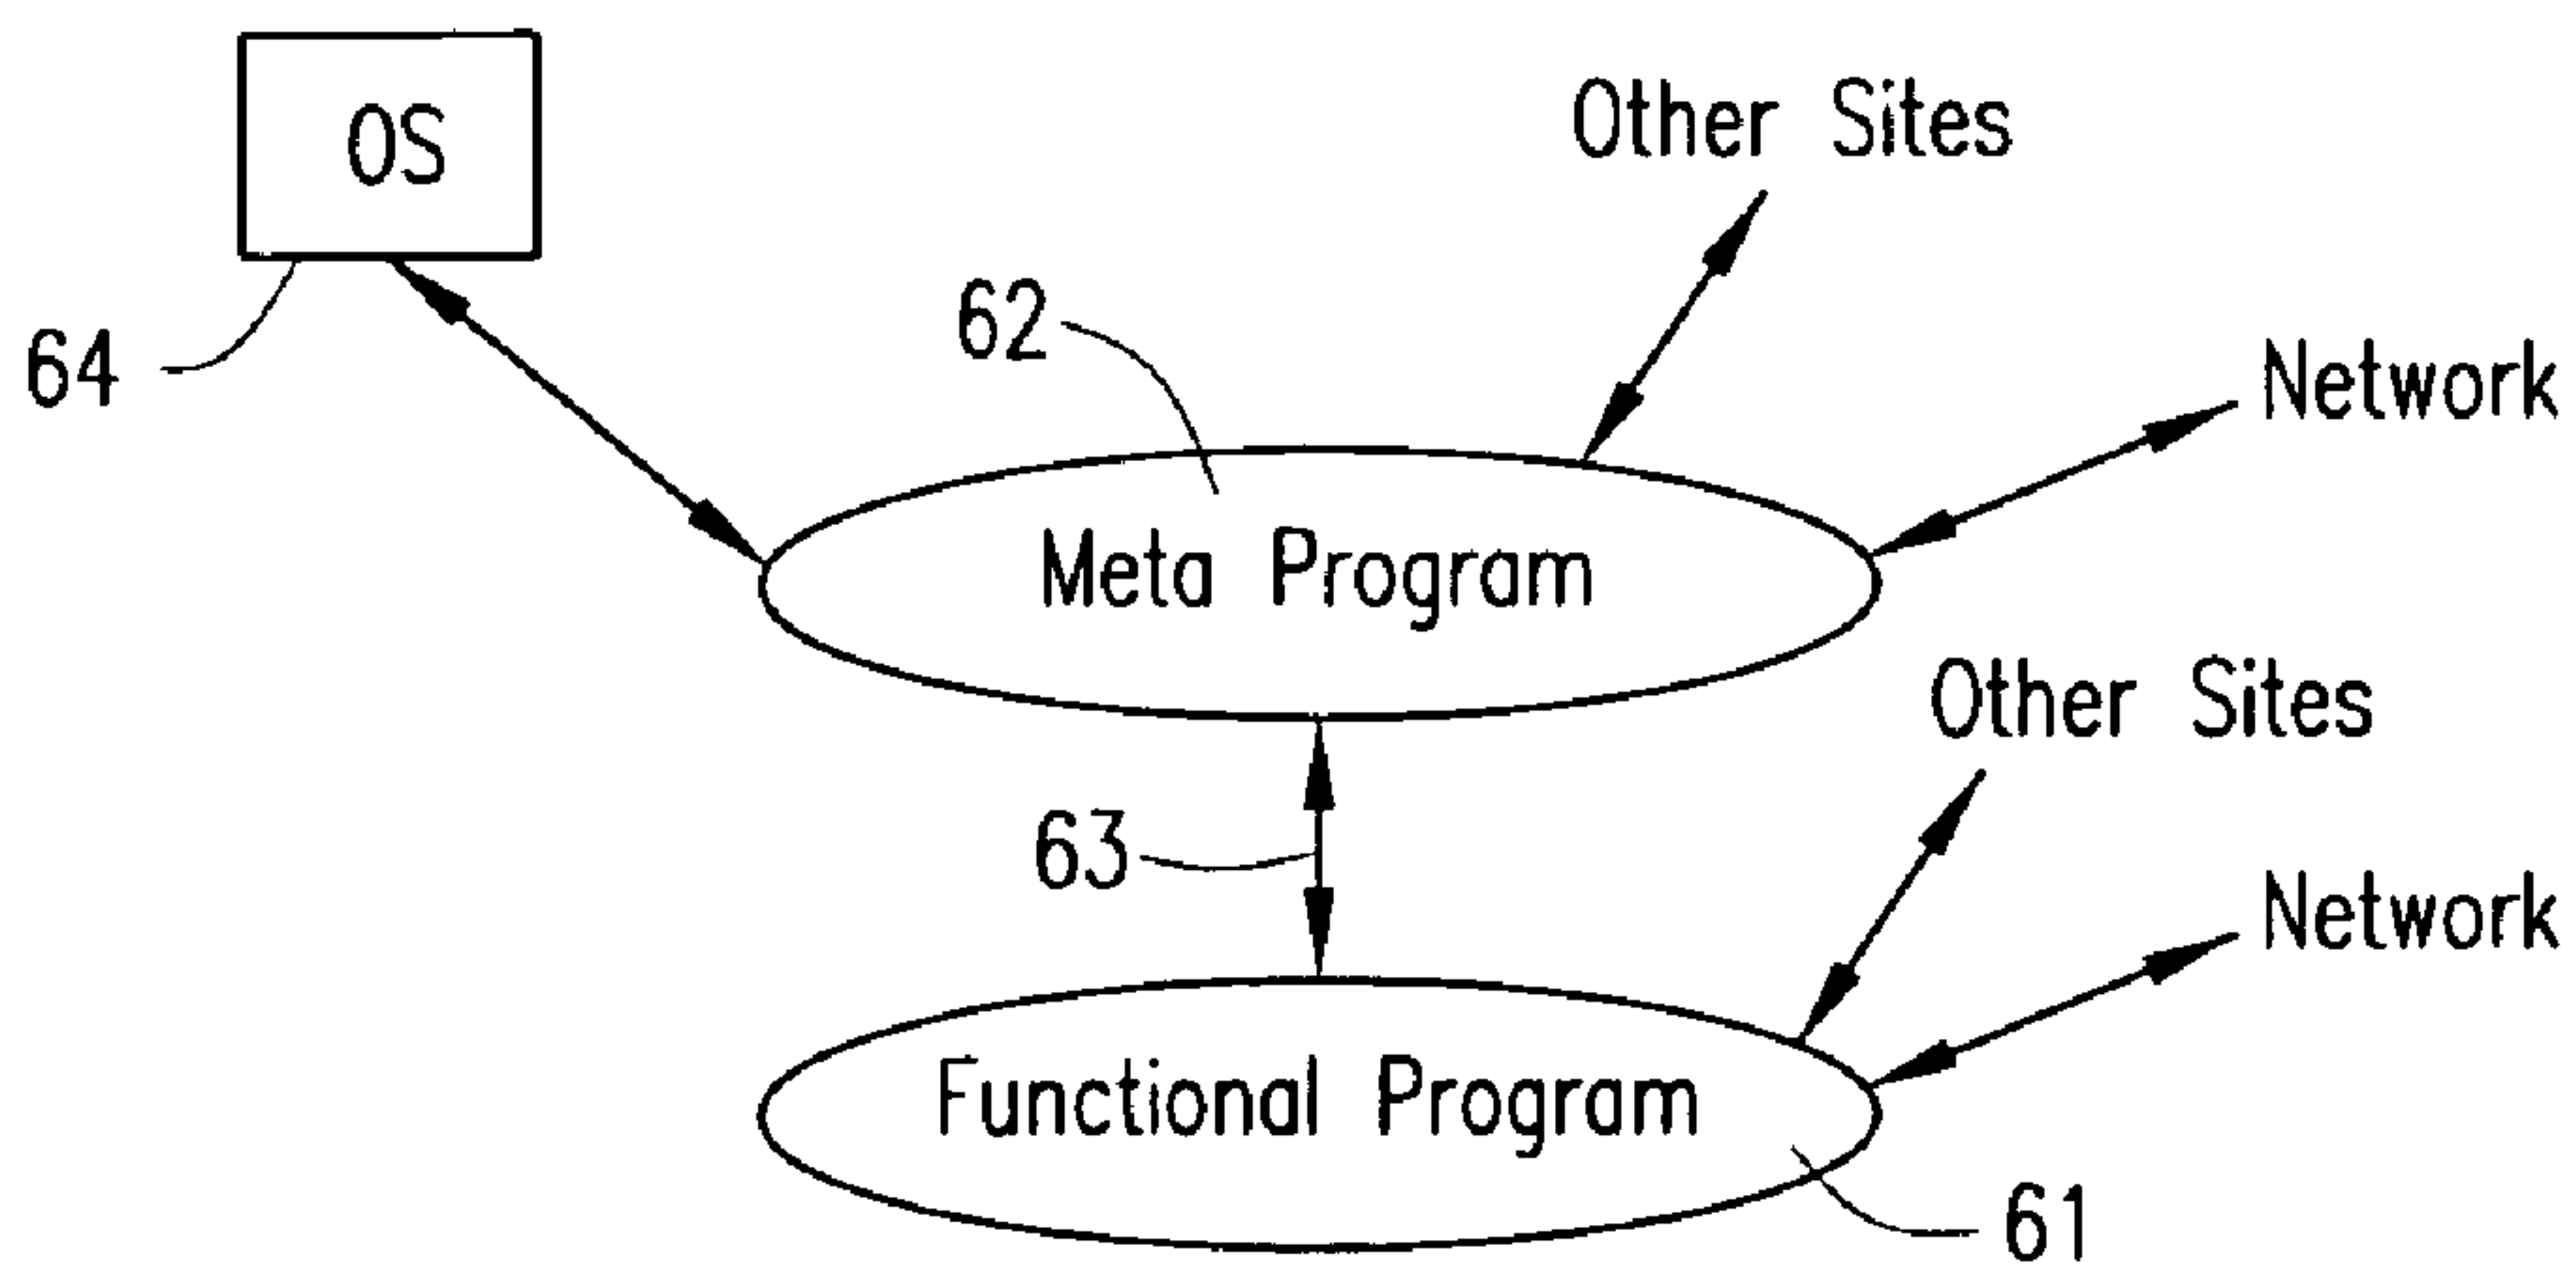 OS
Other Sites
62
64
Network
Meta Program
Other Sites
63
Network
Functional Program
61